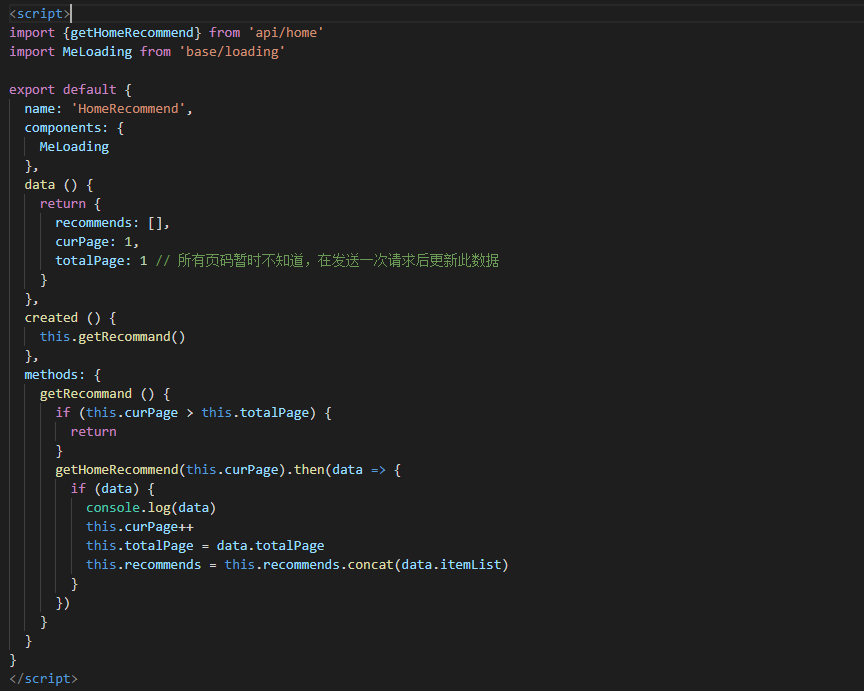 <script>
import {getHomeRecommend} from 'api/home'
import MeLoading from 'base/loading'

export default {
  name: 'HomeRecommend',
  components: {
    MeLoading
  },
  data () {
    return {
      recommends: [],
      curPage: 1,
      totalPage: 1 // 所有页码暂时不知道，在发送一次请求后更新此数据
    }
  },
  created () {
    this.getRecommand()
  },
  methods: {
    getRecommand () {
      if (this.curPage > this.totalPage) {
        return
      }
      getHomeRecommend(this.curPage).then(data => {
        if (data) {
          console.log(data)
          this.curPage++
          this.totalPage = data.totalPage
          this.recommends = this.recommends.concat(data.itemList)
        }
      })
    }
  }
}
</script>